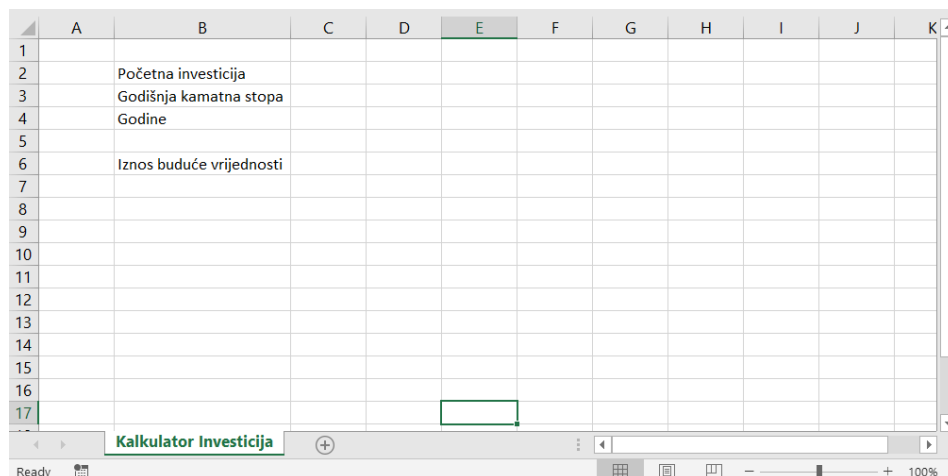 A B C D E F G H I J K
1
2 Početna investicija
3 Godišnja kamatna stopa
4 Godine
5
6 Iznos buduće vrijednosti
7
8
9
10
11
12
13
14
15
16
17
Kalkulator Investicija
Ready 100%